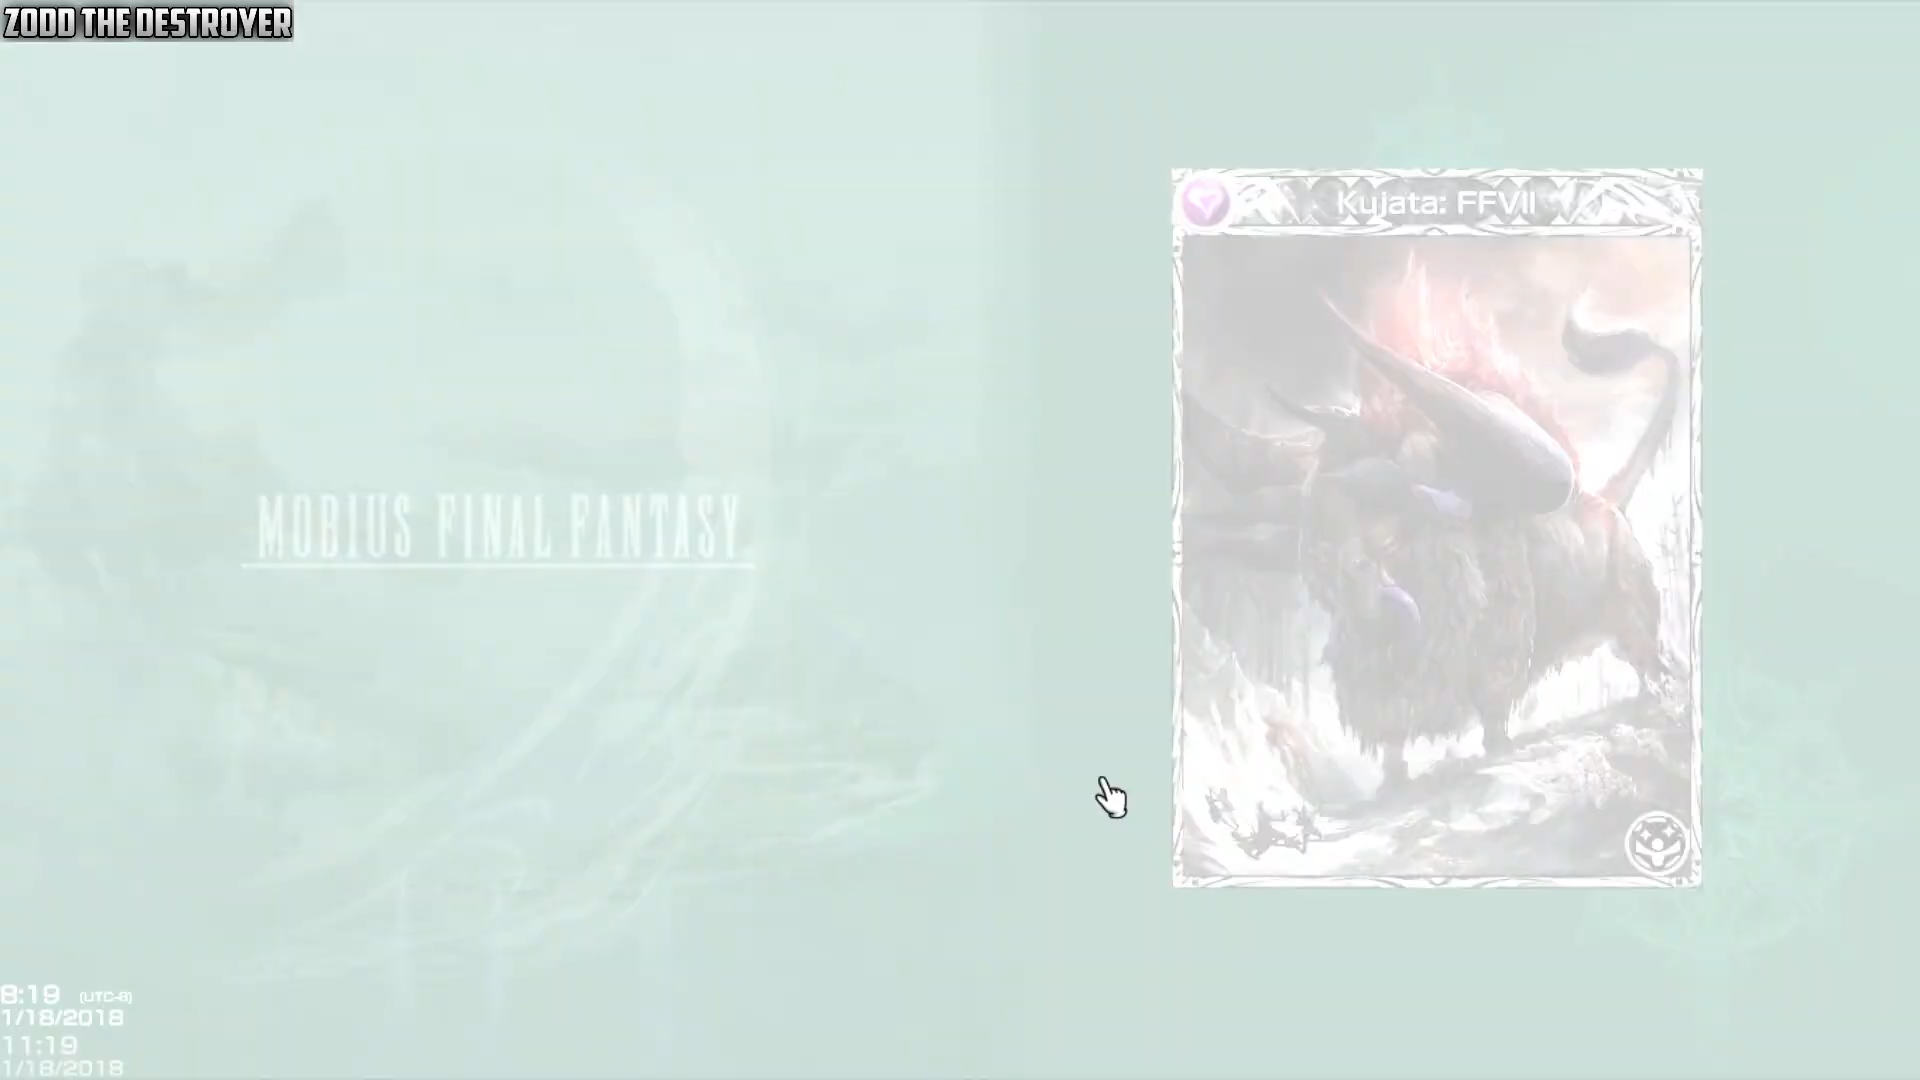 ZODD THE DESTROYER
Kujata: FFVII
MOBIUS FINAL FANTASY
8:19 (UTC-8)
1/18/2018
11:19
1/18/2018